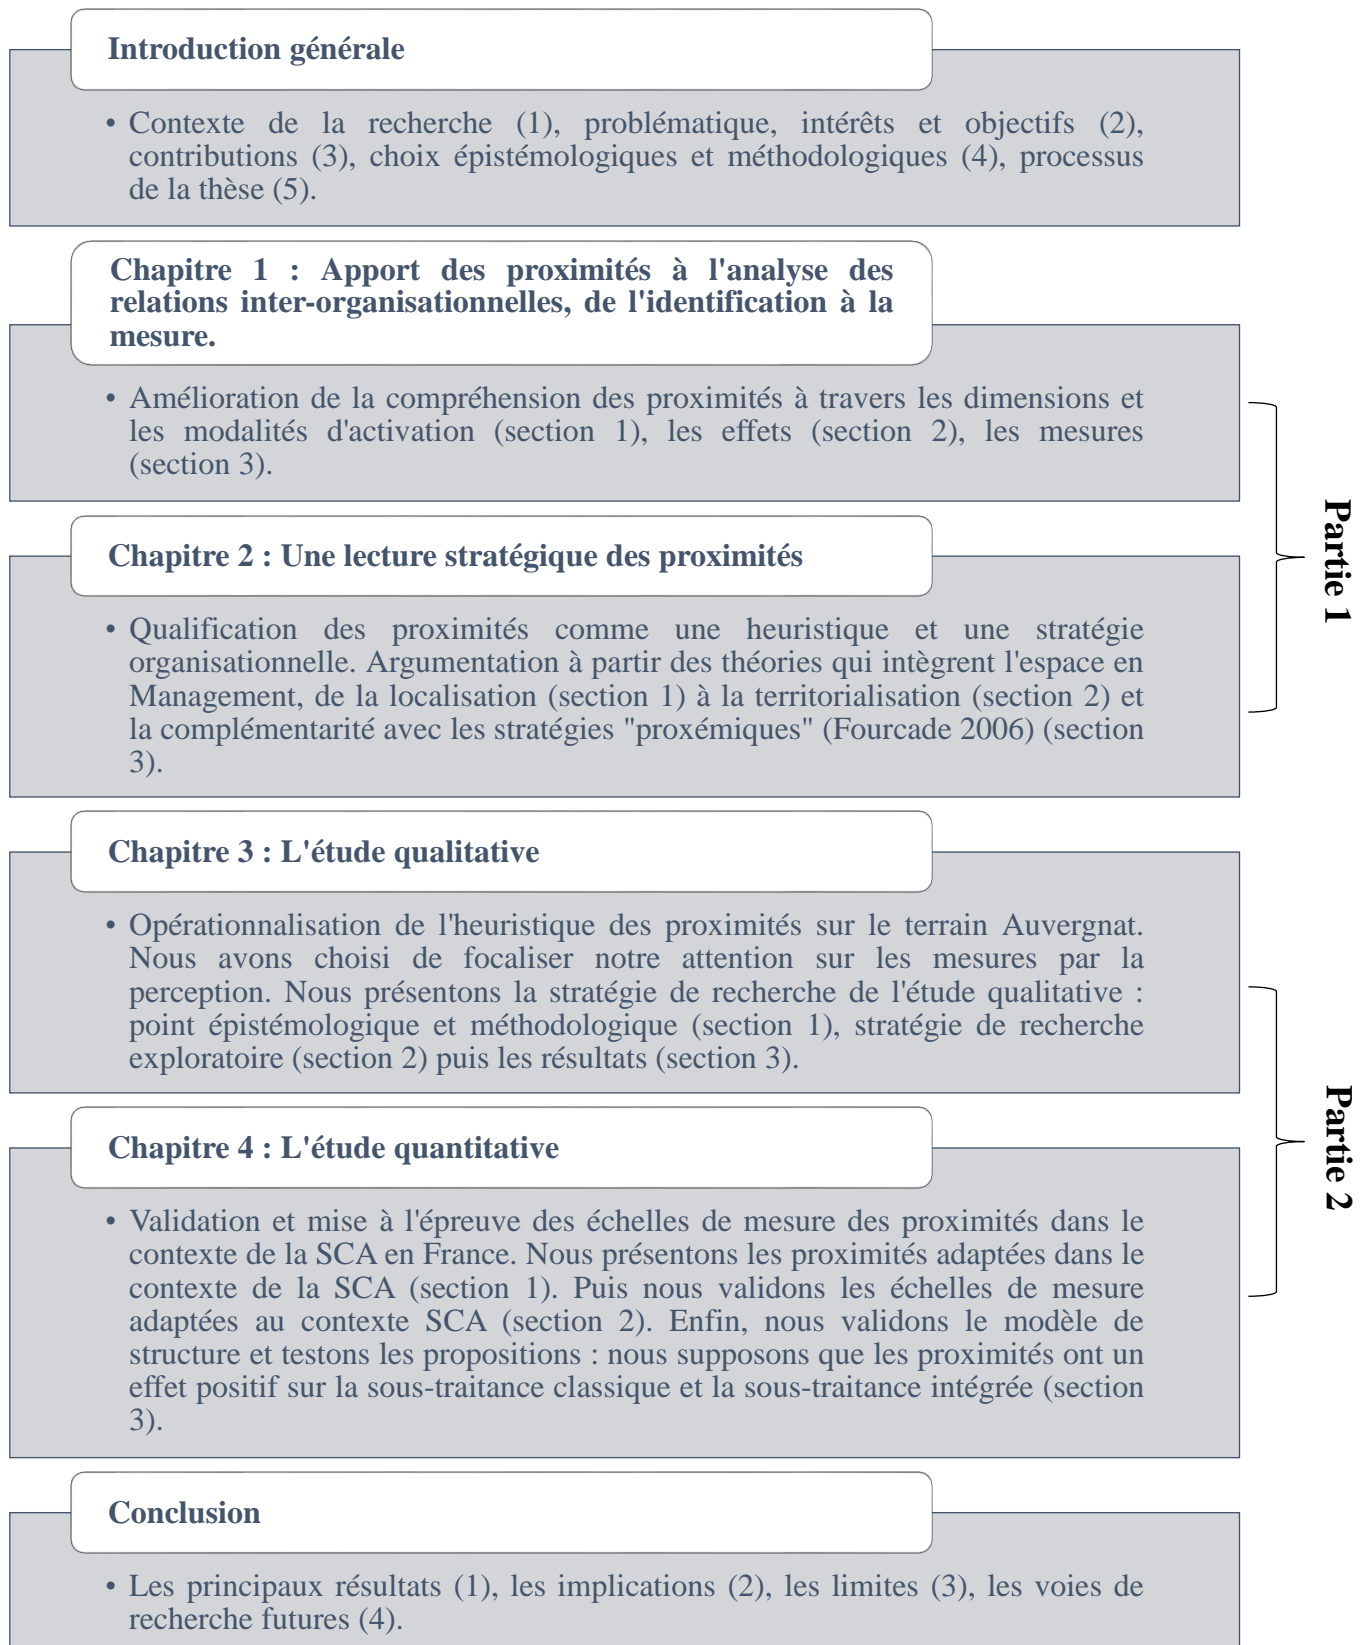 Introduction générale
• Contexte de la recherche (1), problématique, intérêts et objectifs (2),
contributions (3), choix épistémologiques et méthodologiques (4), processus
de la thèse (5).
Chapitre 1 : Apport des proximités à l'analyse des
relations inter-organisationnelles, de l'identification à la
mesure.
• Amélioration de la compréhension des proximités à travers les dimensions et
les modalités d'activation (section 1), les effets (section 2), les mesures
(section 3).
Chapitre 2 : Une lecture stratégique des proximités
• Qualification des proximités comme une heuristique et une stratégie
organisationnelle. Argumentation à partir des théories qui intègrent l'espace en
Management, de la localisation (section 1) à la territorialisation (section 2) et
la complémentarité avec les stratégies "proxémiques" (Fourcade 2006) (section
3).
Partie 1
Chapitre 3 : L'étude qualitative
• Opérationnalisation de l'heuristique des proximités sur le terrain Auvergnat.
Nous avons choisi de focaliser notre attention sur les mesures par la
perception. Nous présentons la stratégie de recherche de l'étude qualitative :
point épistémologique et méthodologique (section 1), stratégie de recherche
exploratoire (section 2) puis les résultats (section 3).
Chapitre 4 : L'étude quantitative
• Validation et mise à l'épreuve des échelles de mesure des proximités dans le
contexte de la SCA en France. Nous présentons les proximités adaptées dans le
contexte de la SCA (section 1). Puis nous validons les échelles de mesure
adaptées au contexte SCA (section 2). Enfin, nous validons le modèle de
structure et testons les propositions : nous supposons que les proximités ont un
effet positif sur la sous-traitance classique et la sous-traitance intégrée (section
3).
Partie 2
Conclusion
• Les principaux résultats (1), les implications (2), les limites (3), les voies de
recherche futures (4).